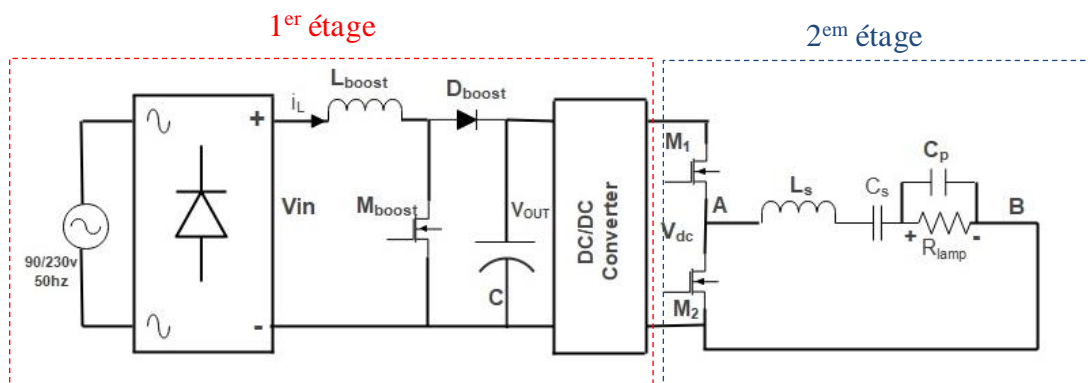 1er étage
2em étage
Lboost
Dboost
iL
+
Vin
-
90/230v
50hz
Mboost
VOUT
C
DC/DC
Converter
M1
A
Vdc
M2
Ls
Cs
Cp
+
Rlamp
-
B